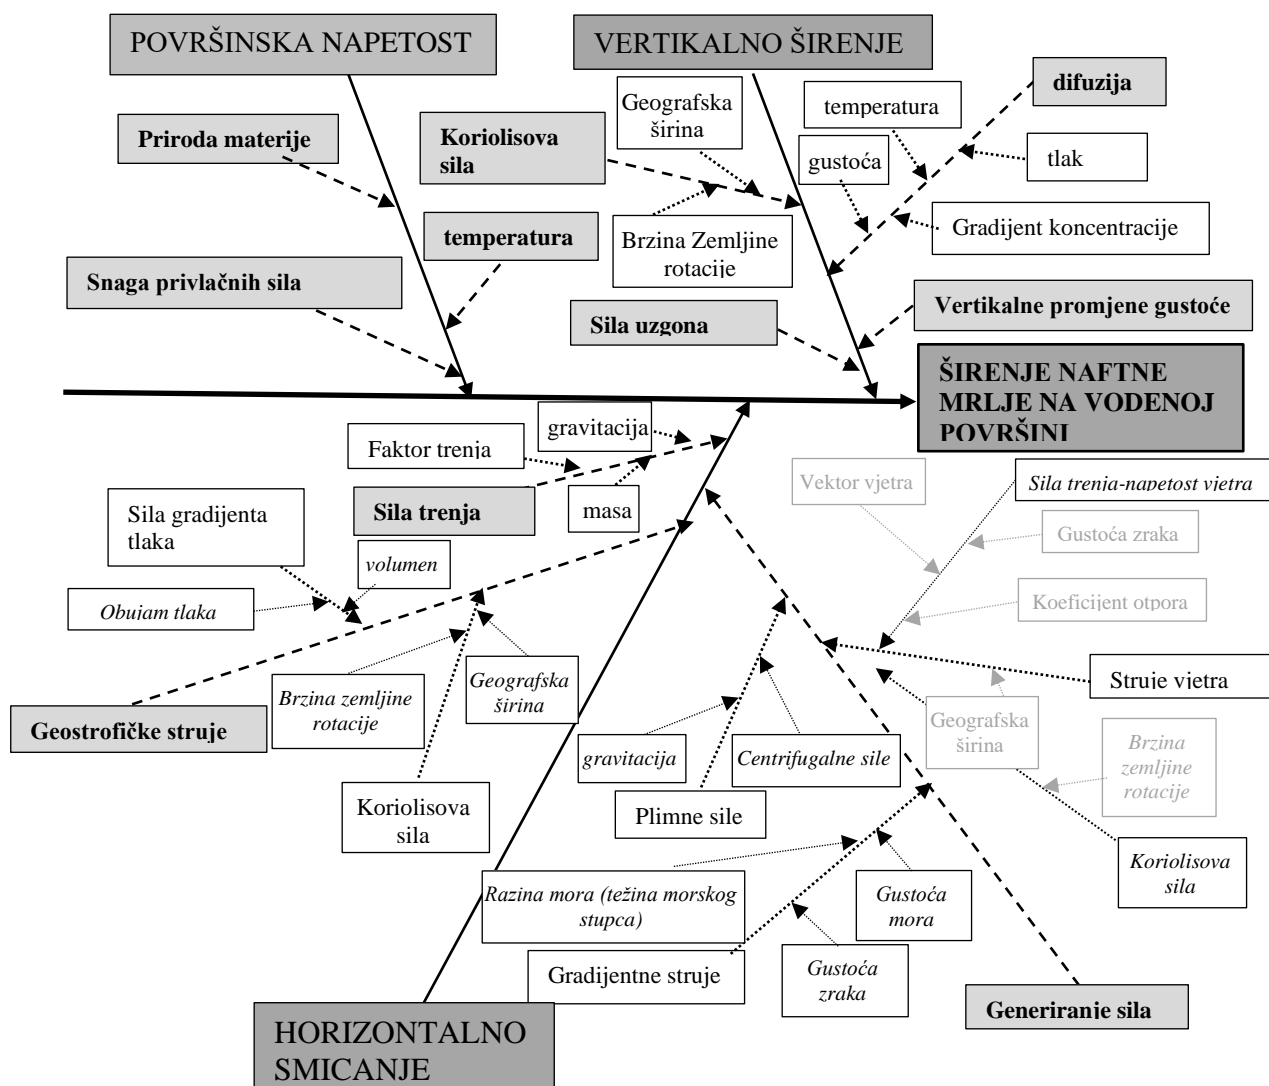 POVRŠINSKA NAPETOST
VERTIKALNO ŠIRENJE
difuzija
Geografska
širina
temperatura
Priroda materije
Koriolisova
sila
gustoća
tlak
temperatura
Brzina Zemljine
rotacije
Gradijent koncentracije
Snaga privlačnih sila
Sila uzgona
Vertikalne promjene gustoće
ŠIRENJE NAFTNE
MRLJE NA VODENOJ
POVRŠINI
gravitacija
Faktor trenja
masa
Sila trenja
Vektor vjetra
Sila trenja-napetost vjetra
Gustoća zraka
Koeficijent otpora
Sila gradijenta
tlaka
volumen
Obujam tlaka
Brzina zemljine
rotacije
Geografska
širina
Geostrofičke struje
Koriolisova
sila
gravitacija
Centrifugalne sile
Plimne sile
Struje vjetra
Geografska
širina
Brzina
zemljine
rotacije
Koriolisova
sila
Razina mora (težina morskog
stupca)
Gustoća
mora
Gradijentne struje
Gustoća
zraka
Generiranje sila
HORIZONTALNO
SMICANJE